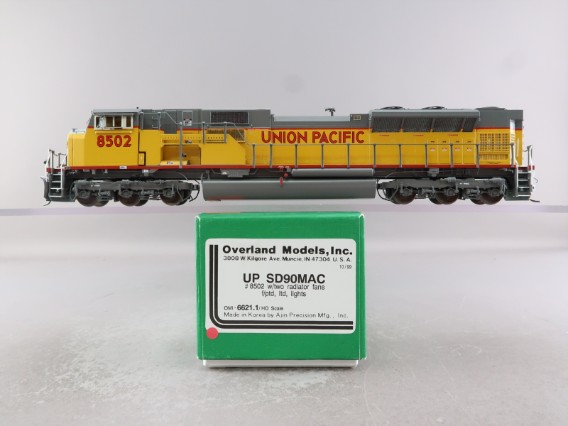 8502
UNION PACIFIC
Overland Models, Inc.
3808 W. Kilgore Ave. Muncie, IN 47304, U.S.A.
UP SD90MAC
#8502 w/two radiator fans
f/ptd, ltd, lights
OMI-6621.1/HO Scale
Made in Korea by Ajin Precision Mfg., Inc.